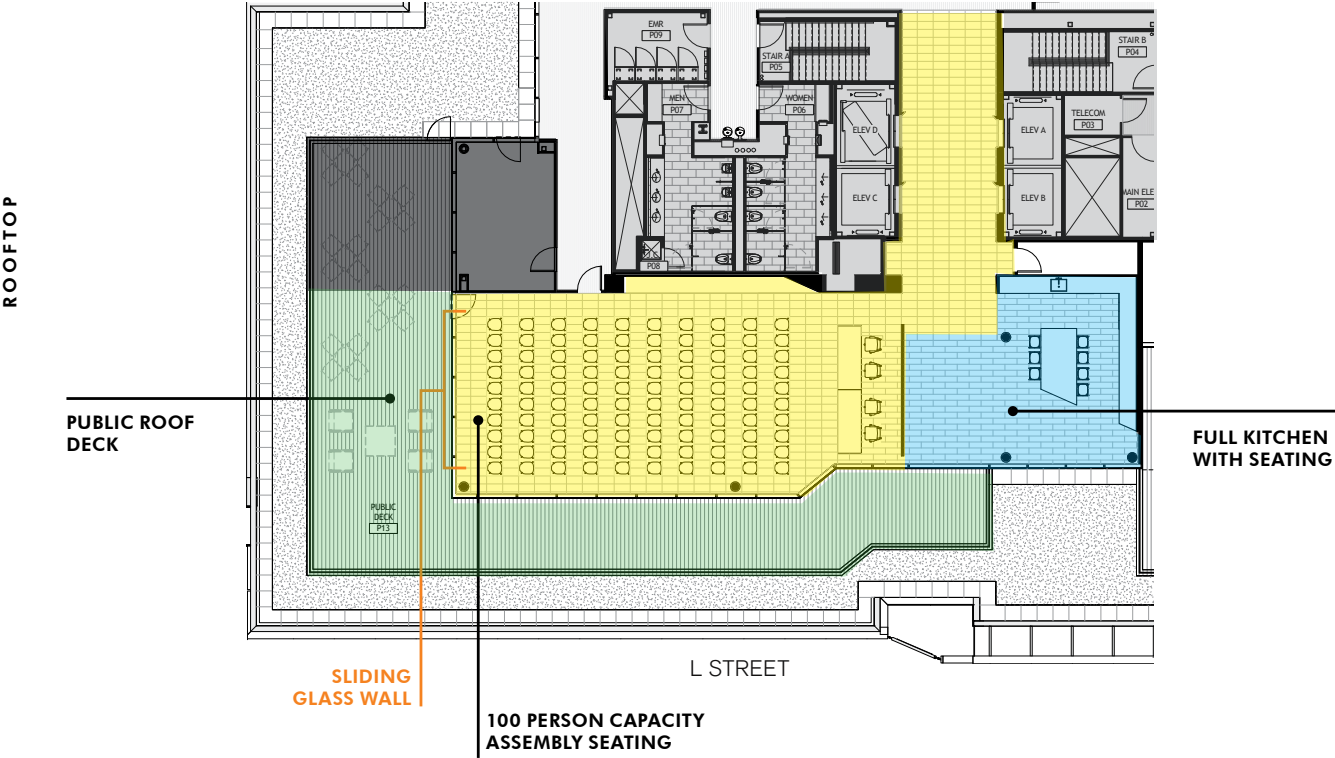 ROOFTOP
EMR
P09
STAIR A
P05
STAIR B
P04
MEN
P07
WOMEN
P06
ELEV D
ELEV A
TELECOM
P03
ELEV C
ELEV B
MAIN ELE
P02
P08
PUBLIC ROOF
DECK
FULL KITCHEN
WITH SEATING
PUBLIC
DECK
P13
SLIDING
GLASS WALL
L STREET
100 PERSON CAPACITY
ASSEMBLY SEATING